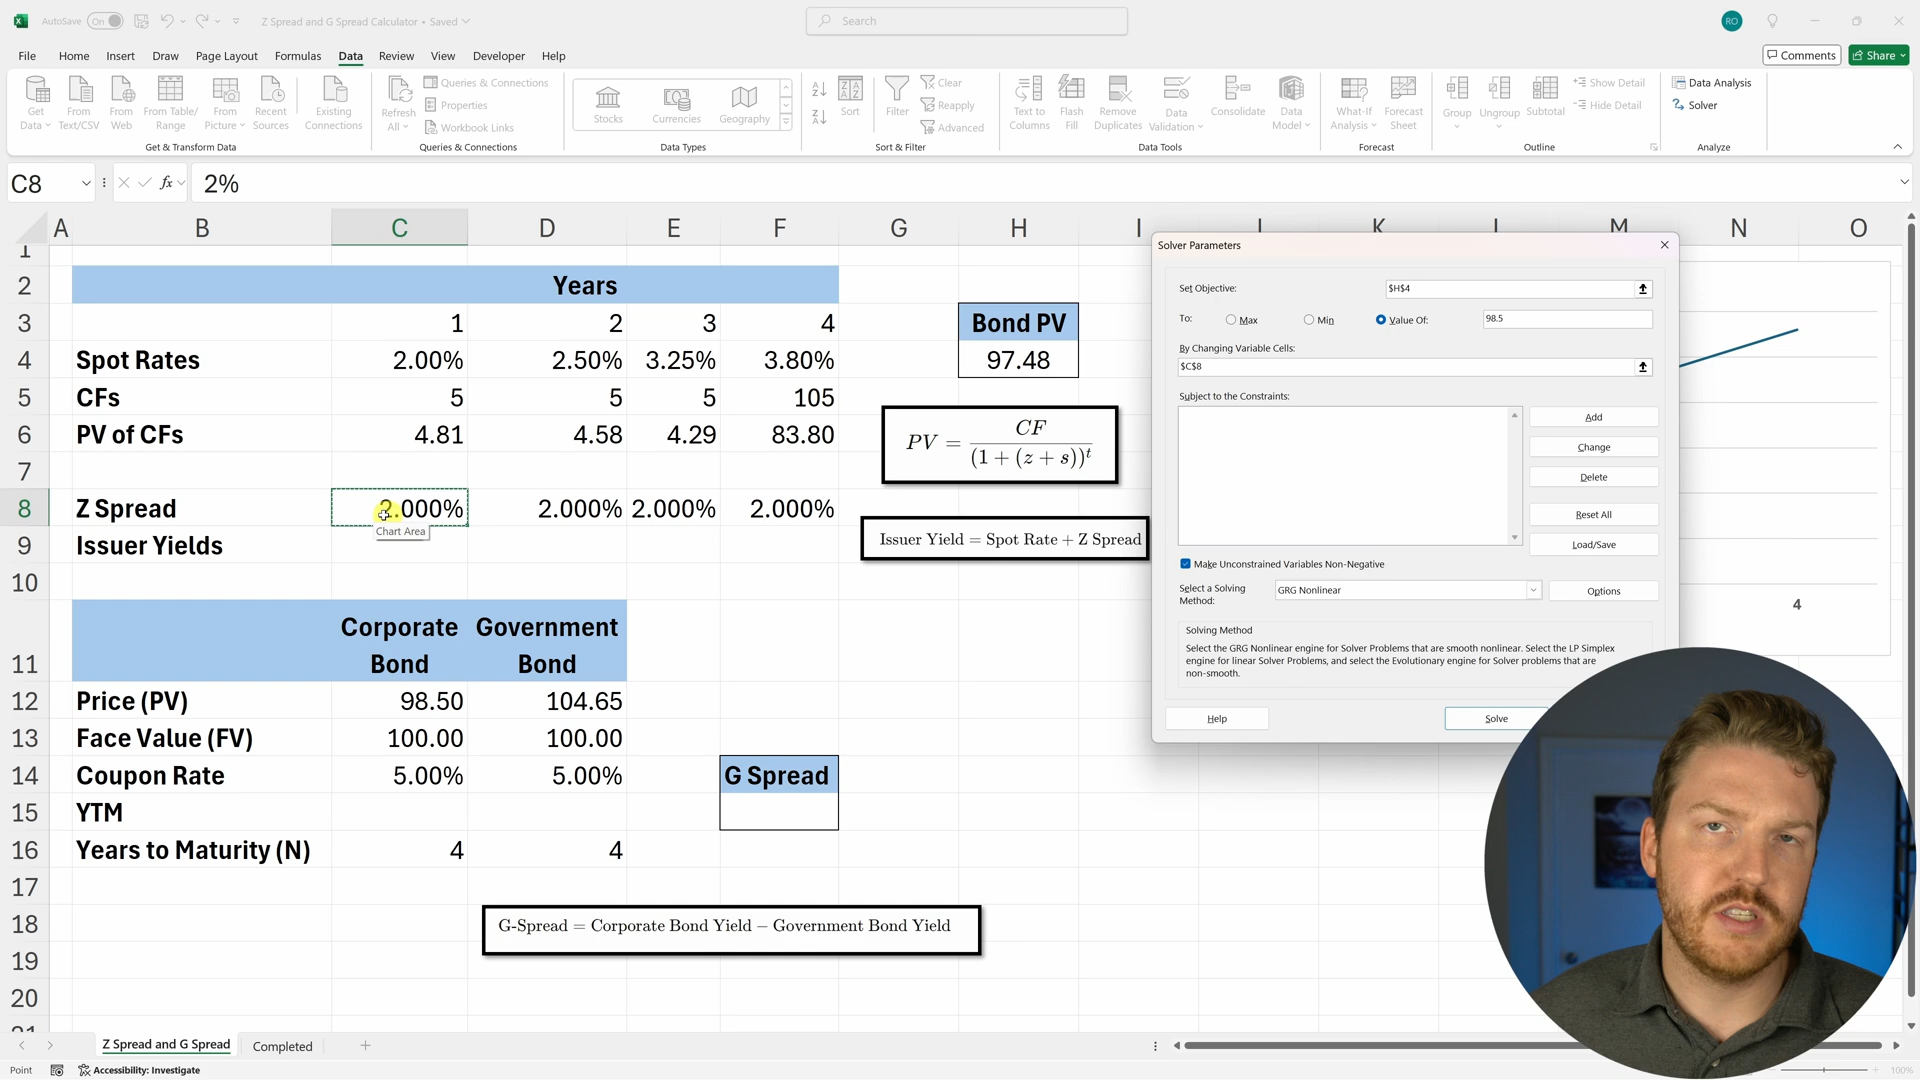 AutoSave On Z Spread and G Spread Calculator • Saved Search RO
File Home Insert Draw Page Layout Formulas Data Review View Developer Help Comments Share
Get Data From Text/CSV From Web From Table/ Range From Picture Recent Sources Existing Connections
Get & Transform Data
Refresh All Queries & Connections Properties Workbook Links
Queries & Connections
Stocks Currencies Geography
Data Types
Sort Filter Clear Reapply Advanced
Sort & Filter
Text to Columns Flash Fill Remove Duplicates Data Validation Consolidate Data Model
Data Tools
What-If Analysis Forecast Sheet
Forecast
Group Ungroup Subtotal Show Detail Hide Detail
Outline
Data Analysis Solver
Analyze
C8 fx 2%
A B C D E F G H I K M N O
1
2 Years
3 1 2 3 4 Bond PV
4 Spot Rates 2.00% 2.50% 3.25% 3.80% 97.48
5 CFs 5 5 5 105
6 PV of CFs 4.81 4.58 4.29 83.80
PV = CF / (1 + (z + s))^t
7
8 Z Spread 2.000% 2.000% 2.000% 2.000%
Chart Area
9 Issuer Yields
Issuer Yield = Spot Rate + Z Spread
10
11 Corporate Bond Government Bond
12 Price (PV) 98.50 104.65
13 Face Value (FV) 100.00 100.00
14 Coupon Rate 5.00% 5.00% G Spread
15 YTM
16 Years to Maturity (N) 4 4
17
18 G-Spread = Corporate Bond Yield − Government Bond Yield
19
20
Solver Parameters
Set Objective: $H$4
To: Max Min Value Of: 98.5
By Changing Variable Cells:
$C$8
Subject to the Constraints:
Add
Change
Delete
Reset All
Load/Save
Make Unconstrained Variables Non-Negative
Select a Solving Method: GRG Nonlinear Options
Solving Method
Select the GRG Nonlinear engine for Solver Problems that are smooth nonlinear. Select the LP Simplex
engine for linear Solver Problems, and select the Evolutionary engine for Solver problems that are
non-smooth.
Help Solve
4
Z Spread and G Spread Completed
Point Accessibility: Investigate 100%